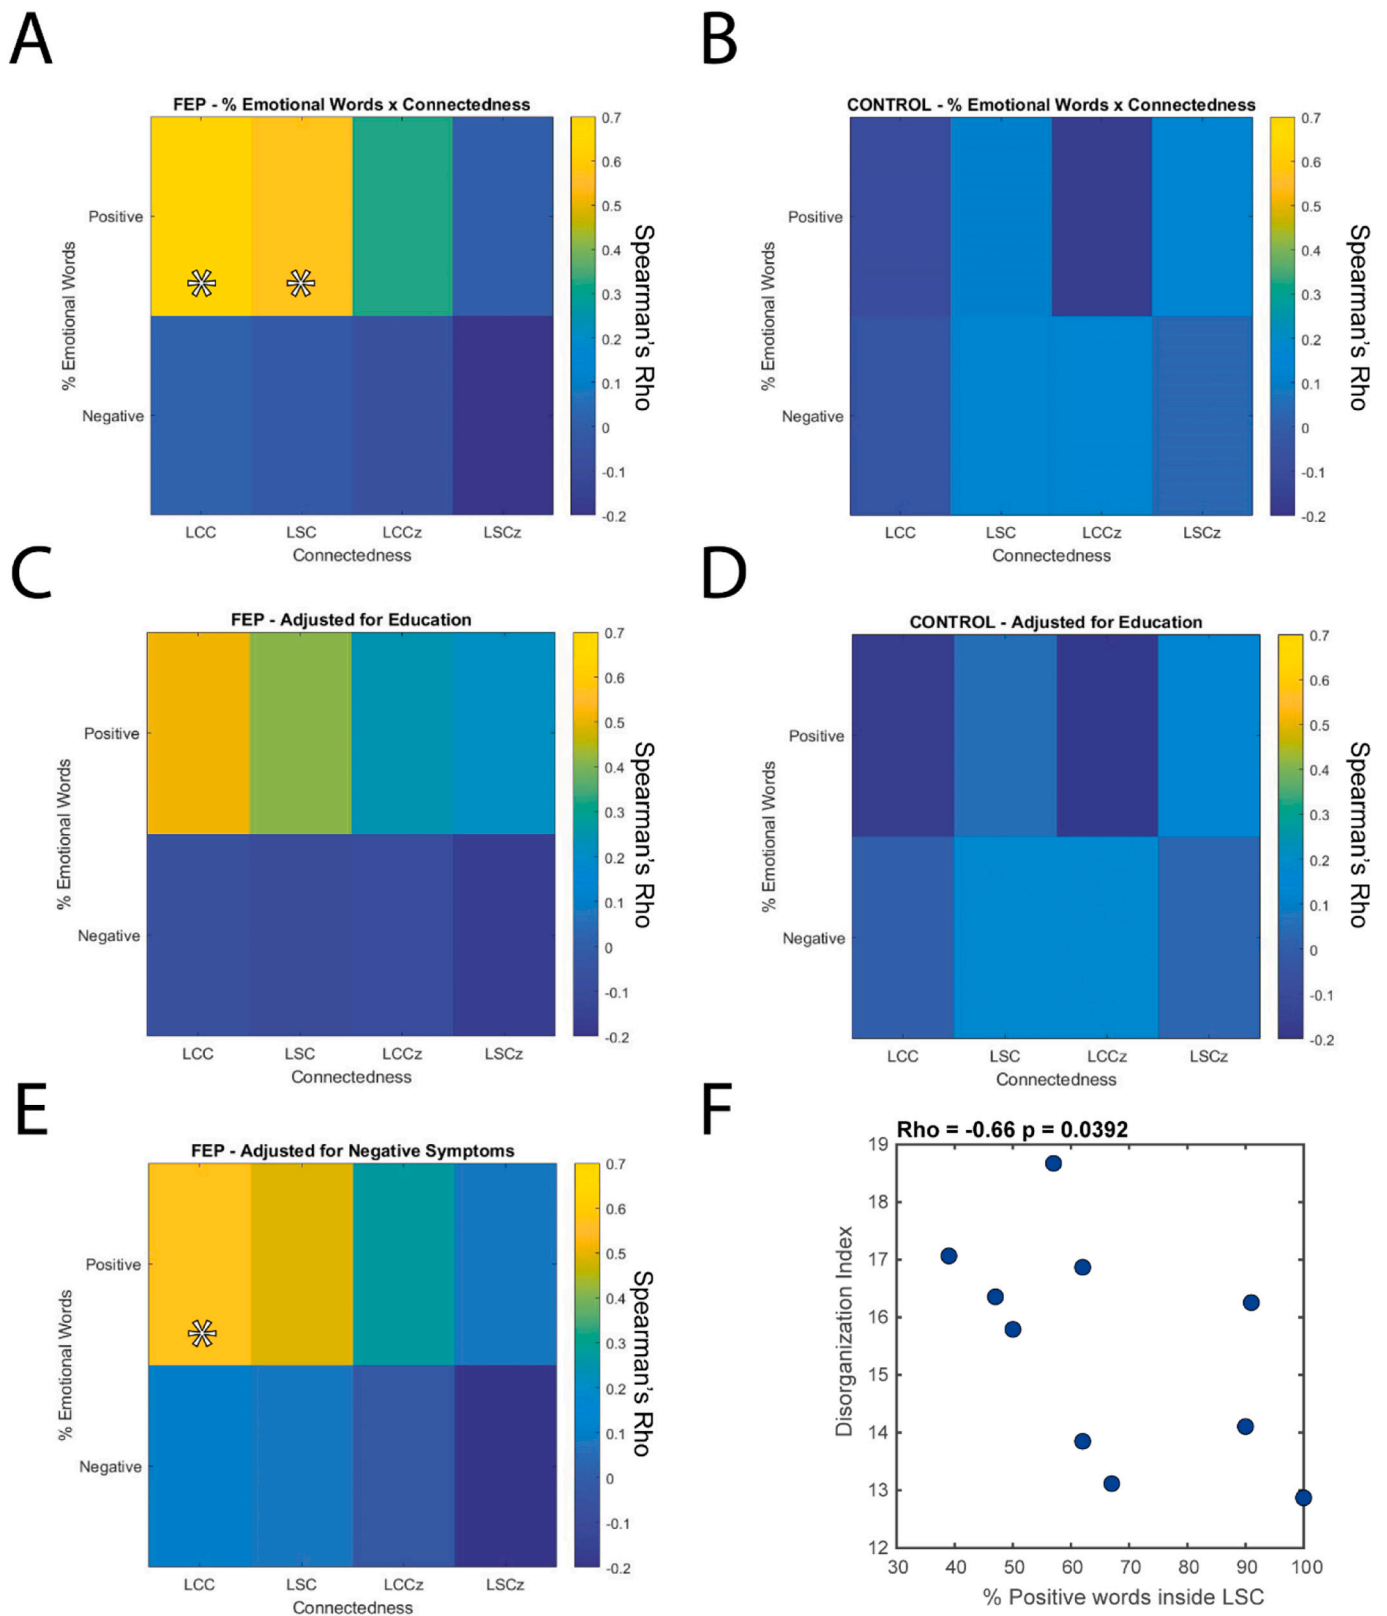 A
FEP - % Emotional Words x Connectedness
% Emotional Words
Positive
Negative
LCC LSC LCCz LSCz
Connectedness
0.7
0.6
0.5
0.4
0.3
0.2
0.1
0
-0.1
-0.2
Spearman's Rho
B
CONTROL - % Emotional Words x Connectedness
% Emotional Words
Positive
Negative
LCC LSC LCCz LSCz
Connectedness
0.7
0.6
0.5
0.4
0.3
0.2
0.1
0
-0.1
-0.2
Spearman's Rho
C
FEP - Adjusted for Education
% Emotional Words
Positive
Negative
LCC LSC LCCz LSCz
Connectedness
0.7
0.6
0.5
0.4
0.3
0.2
0.1
0
-0.1
-0.2
Spearman's Rho
D
CONTROL - Adjusted for Education
% Emotional Words
Positive
Negative
LCC LSC LCCz LSCz
Connectedness
0.7
0.6
0.5
0.4
0.3
0.2
0.1
0
-0.1
-0.2
Spearman's Rho
E
FEP - Adjusted for Negative Symptoms
% Emotional Words
Positive
Negative
LCC LSC LCCz LSCz
Connectedness
0.7
0.6
0.5
0.4
0.3
0.2
0.1
0
-0.1
-0.2
Spearman's Rho
F
Rho = -0.66 p = 0.0392
Disorganization Index
19
18
17
16
15
14
13
12
30 40 50 60 70 80 90 100
% Positive words inside LSC